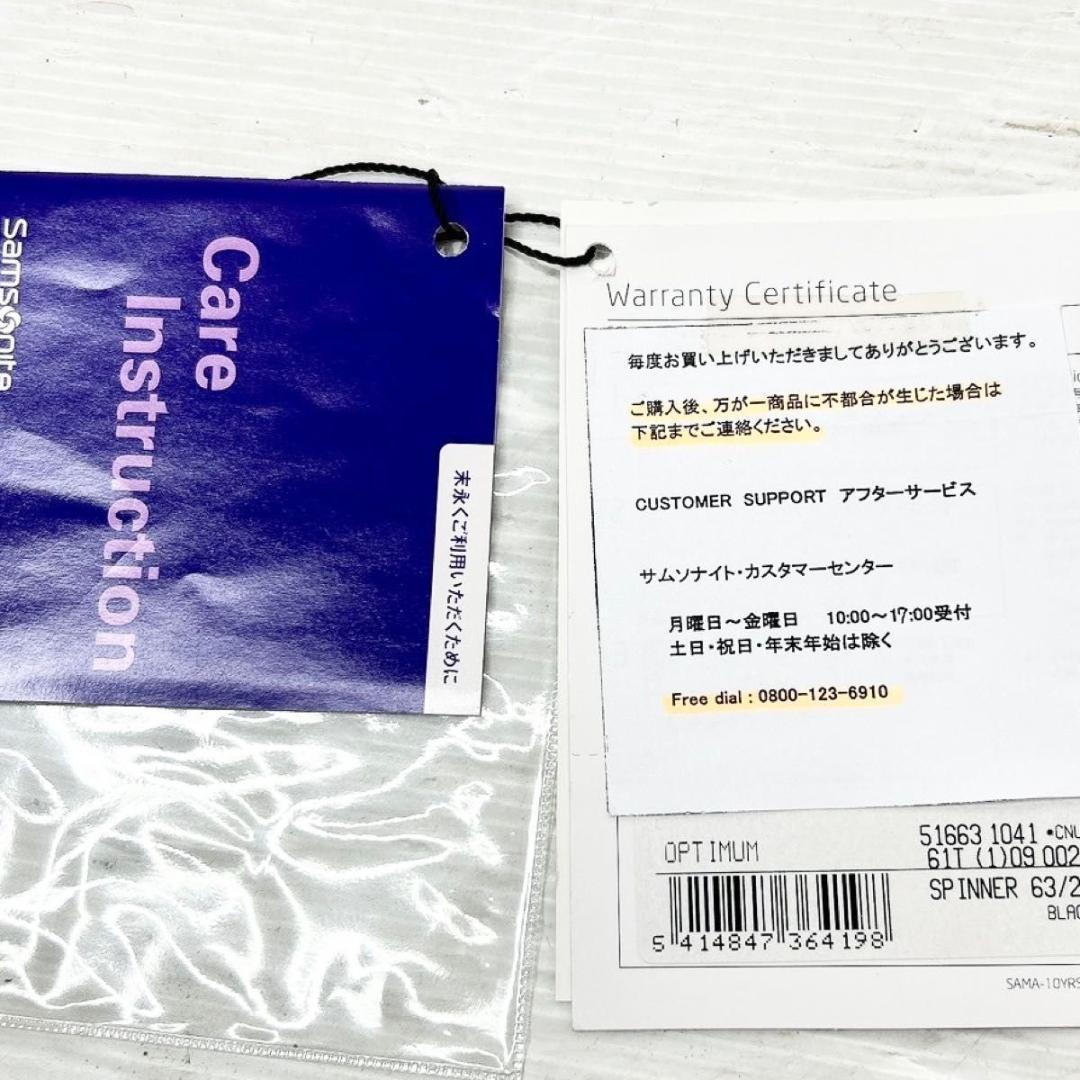 samsonite
Care
Instruction
末永くご利用いただくために
Warranty Certificate
毎度お買い上げいただきましてありがとうございます。
ご購入後、万が一商品に不都合が生じた場合は
下記までご連絡ください。
CUSTOMER SUPPORT アフターサービス
サムソナイト・カスタマーセンター
月曜日～金曜日 10:00～17:00受付
土日・祝日・年末年始は除く
Free dial : 0800-123-6910
OPTIMUM
51663 1041 •CNU
61T (1)09 002
SPINNER 63/2
BLAC
5 414847 364198
SAMA-10YRS